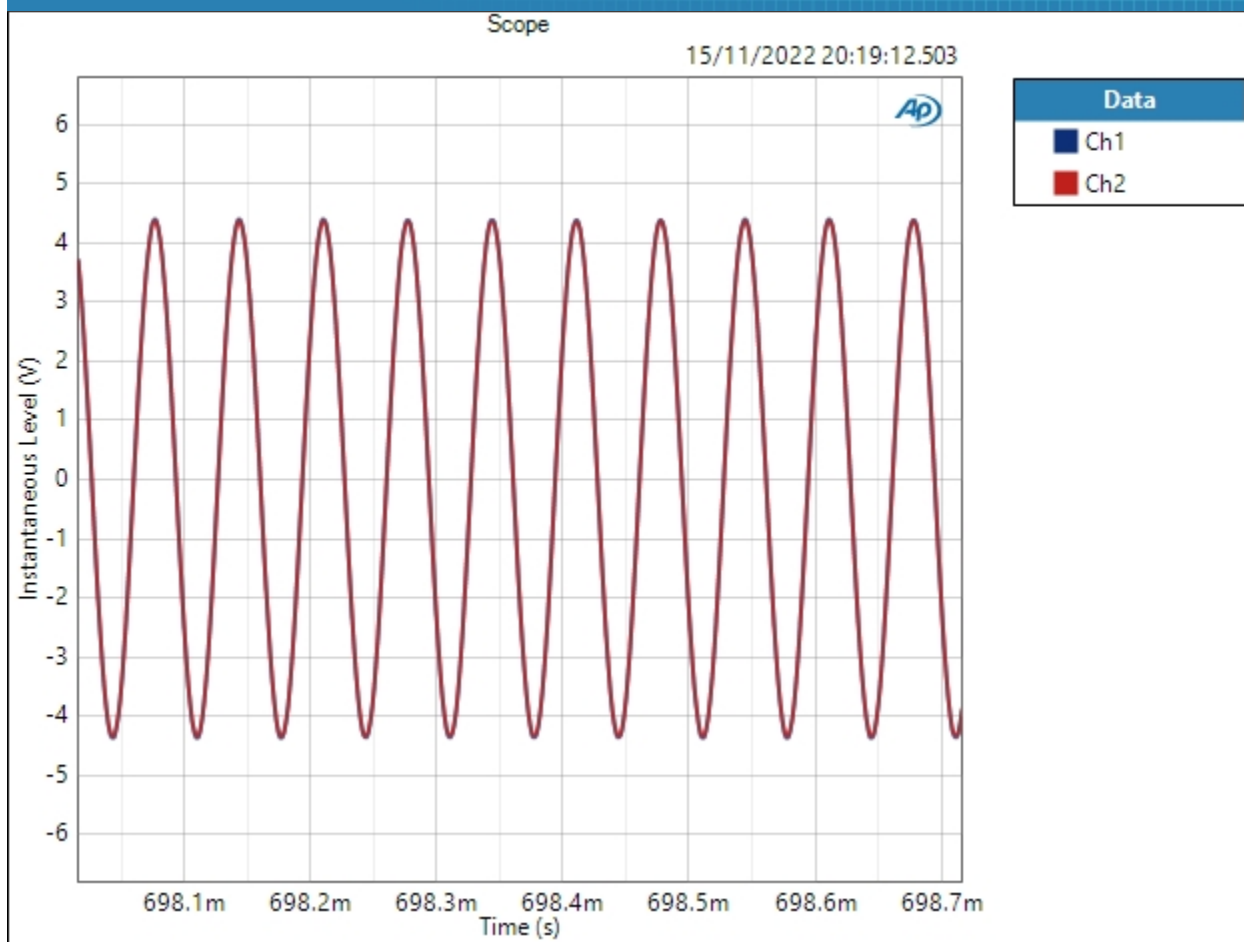 Scope
15/11/2022 20:19:12.503
AP
Data
Ch1
Ch2
6
5
4
3
2
1
0
-1
-2
-3
-4
-5
-6
Instantaneous Level (V)
698.1m 698.2m 698.3m 698.4m 698.5m 698.6m 698.7m
Time (s)